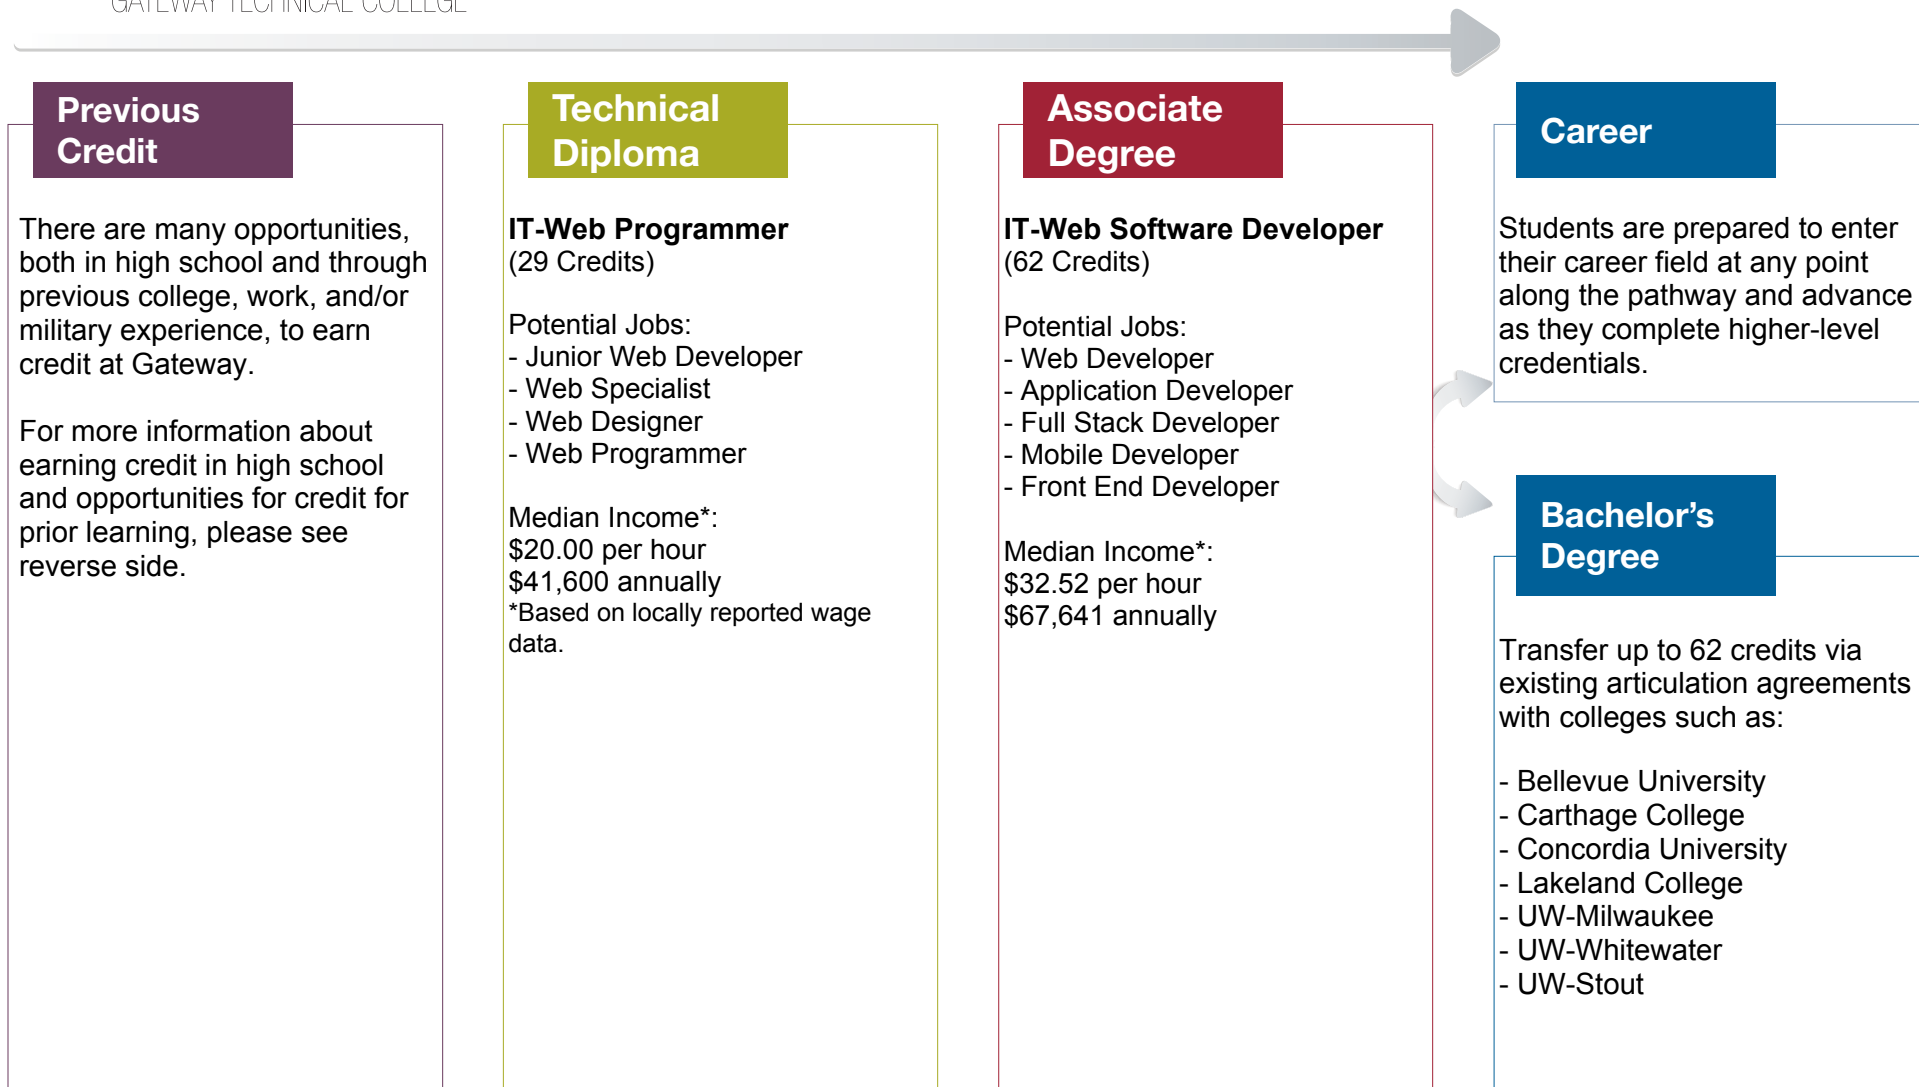 GATEWAY TECHNICAL COLLEGE
Previous
Credit
There are many opportunities,
both in high school and through
previous college, work, and/or
military experience, to earn
credit at Gateway.
For more information about
earning credit in high school
and opportunities for credit for
prior learning, please see
reverse side.
Technical
Diploma
IT-Web Programmer
(29 Credits)
Potential Jobs:
- Junior Web Developer
- Web Specialist
- Web Designer
- Web Programmer
Median Income*:
$20.00 per hour
$41,600 annually
*Based on locally reported wage
data.
Associate
Degree
IT-Web Software Developer
(62 Credits)
Potential Jobs:
- Web Developer
- Application Developer
- Full Stack Developer
- Mobile Developer
- Front End Developer
Median Income*:
$32.52 per hour
$67,641 annually
Career
Students are prepared to enter
their career field at any point
along the pathway and advance
as they complete higher-level
credentials.
Bachelor’s
Degree
Transfer up to 62 credits via
existing articulation agreements
with colleges such as:
- Bellevue University
- Carthage College
- Concordia University
- Lakeland College
- UW-Milwaukee
- UW-Whitewater
- UW-Stout